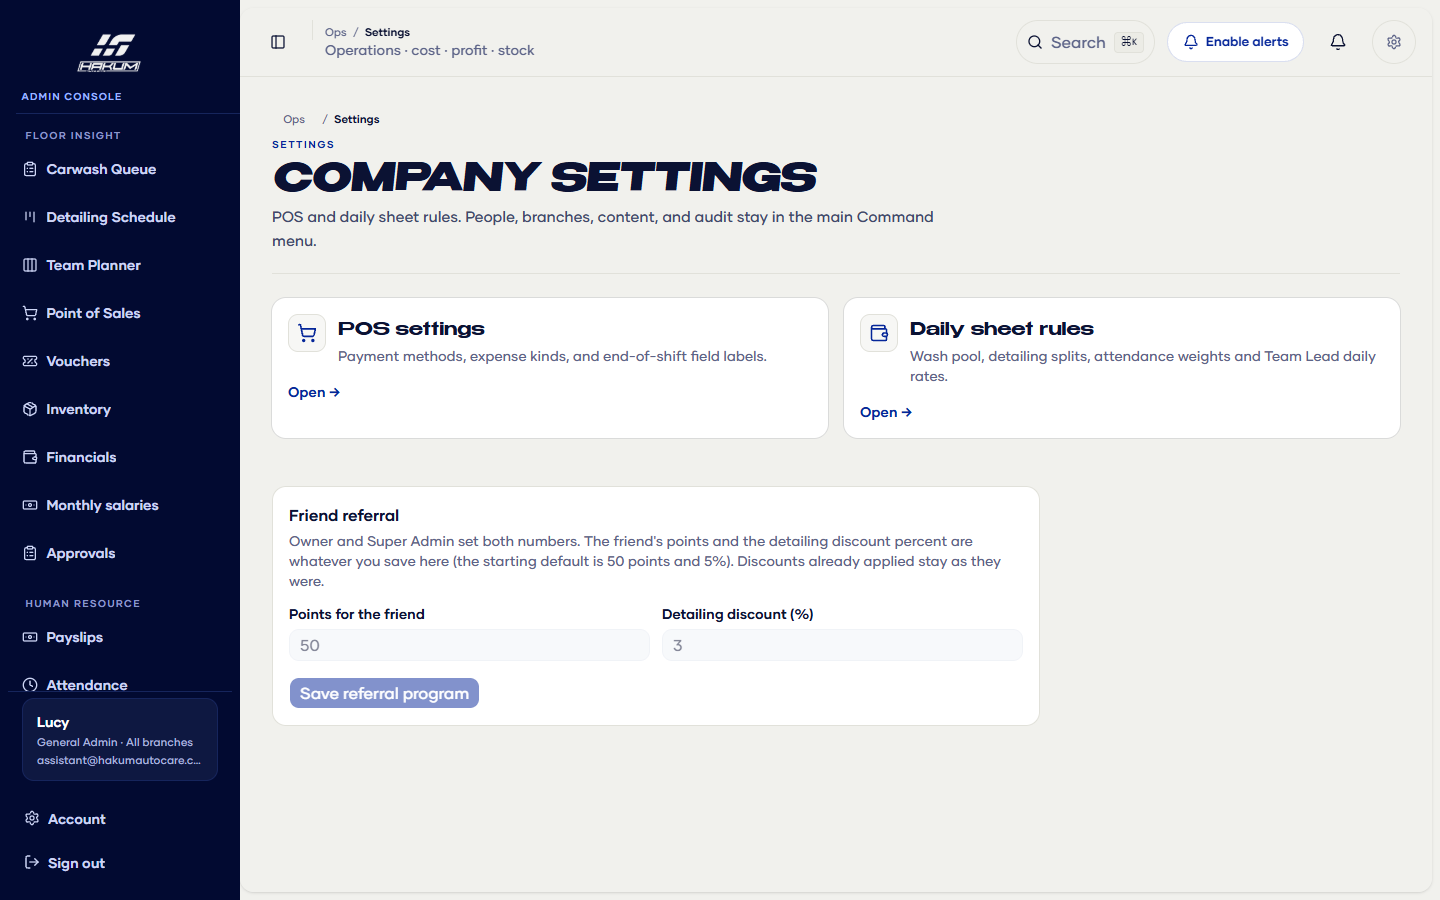 HAKUM
ADMIN CONSOLE
FLOOR INSIGHT
Carwash Queue
Detailing Schedule
Team Planner
Point of Sales
Vouchers
Inventory
Financials
Monthly salaries
Approvals
HUMAN RESOURCE
Payslips
Attendance
Lucy
General Admin · All branches
assistant@hakumautocare.c...
Account
Sign out
Ops / Settings
Operations · cost · profit · stock
Search ⌘K
Enable alerts
Ops / Settings
SETTINGS
COMPANY SETTINGS
POS and daily sheet rules. People, branches, content, and audit stay in the main Command
menu.
POS settings
Payment methods, expense kinds, and end-of-shift field labels.
Open →
Daily sheet rules
Wash pool, detailing splits, attendance weights and Team Lead daily
rates.
Open →
Friend referral
Owner and Super Admin set both numbers. The friend's points and the detailing discount percent are
whatever you save here (the starting default is 50 points and 5%). Discounts already applied stay as they
were.
Points for the friend
50
Detailing discount (%)
3
Save referral program